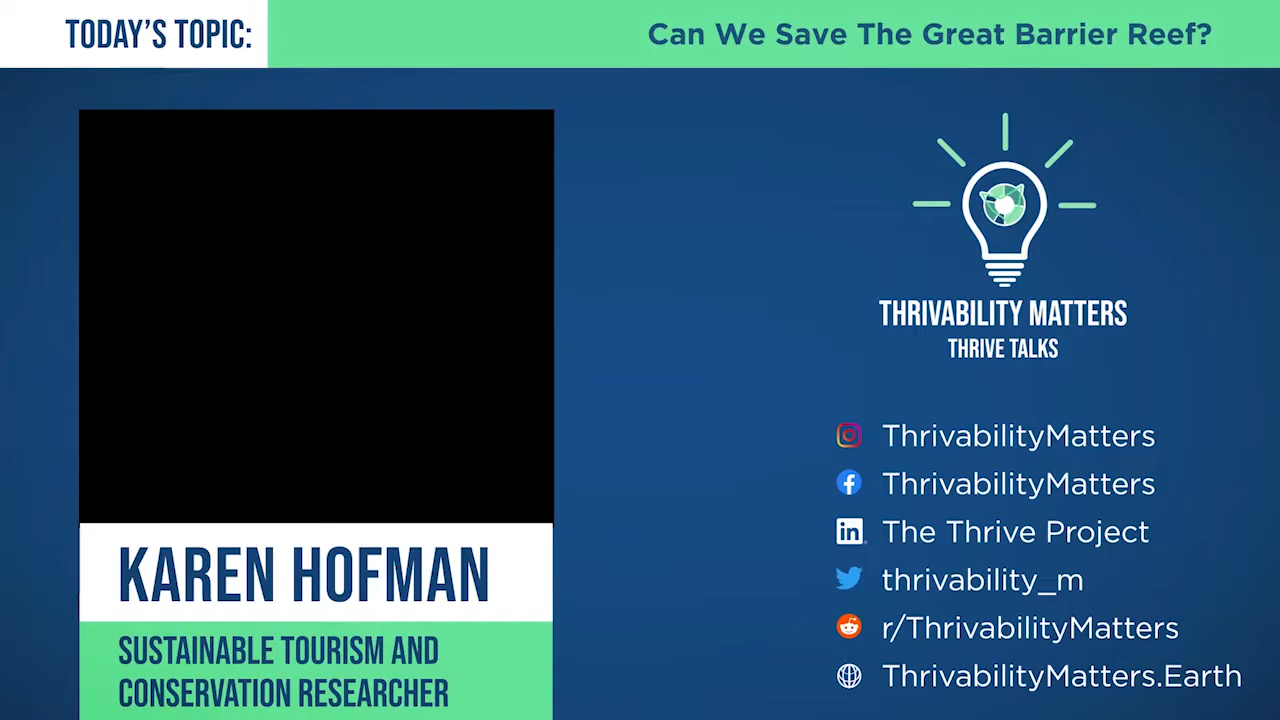 TODAY'S TOPIC:
Can We Save The Great Barrier Reef?
THRIVABILITY MATTERS
THRIVE TALKS
ThrivabilityMatters
ThrivabilityMatters
in The Thrive Project
thrivability_m
r/ThrivabilityMatters
ThrivabilityMatters.Earth
KAREN HOFMAN
SUSTAINABLE TOURISM AND
CONSERVATION RESEARCHER